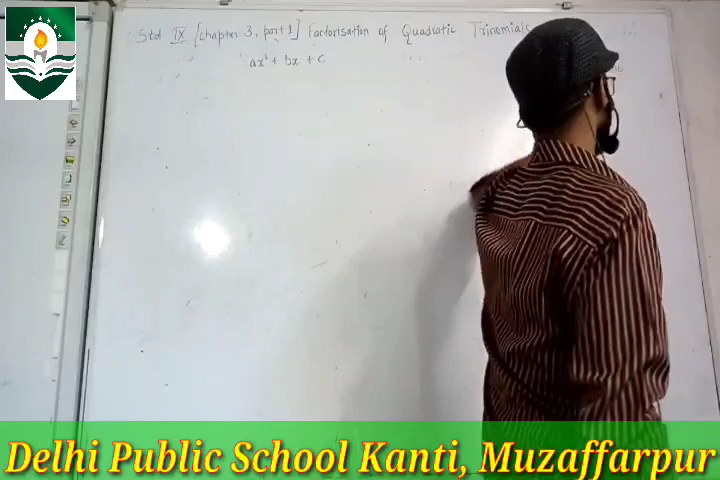 Std IX [chapter 3, part 1] Factorisation of Quadratic Trinomials
ax² + bx + c
Delhi Public School Kanti, Muzaffarpur